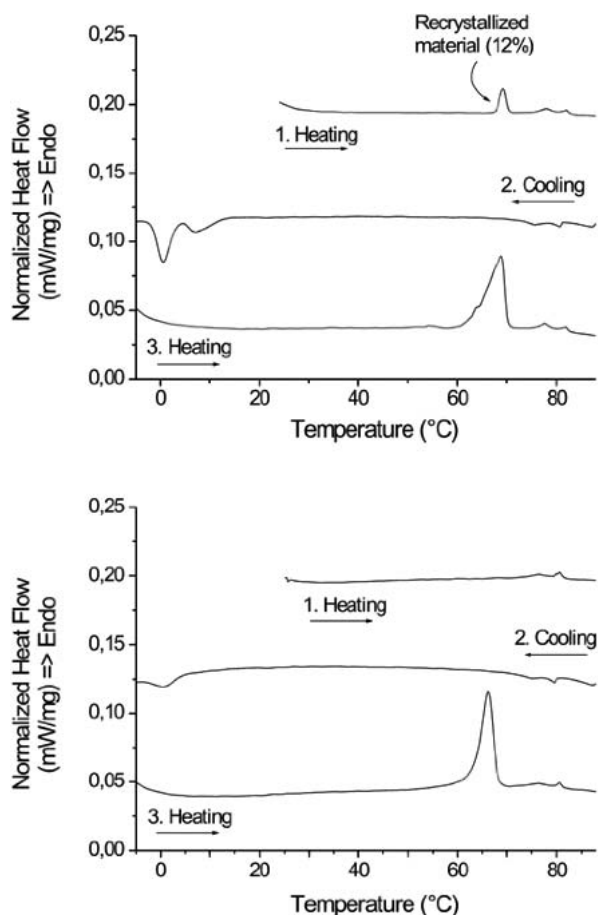 0,25
0,20
0,15
0,10
0,05
0,00
Normalized Heat Flow
(mW/mg) => Endo
Recrystallized
material (12%)
1. Heating
2. Cooling
3. Heating
0 20 40 60 80
Temperature (°C)
0,25
0,20
0,15
0,10
0,05
0,00
Normalized Heat Flow
(mW/mg) => Endo
1. Heating
2. Cooling
3. Heating
0 20 40 60 80
Temperature (°C)